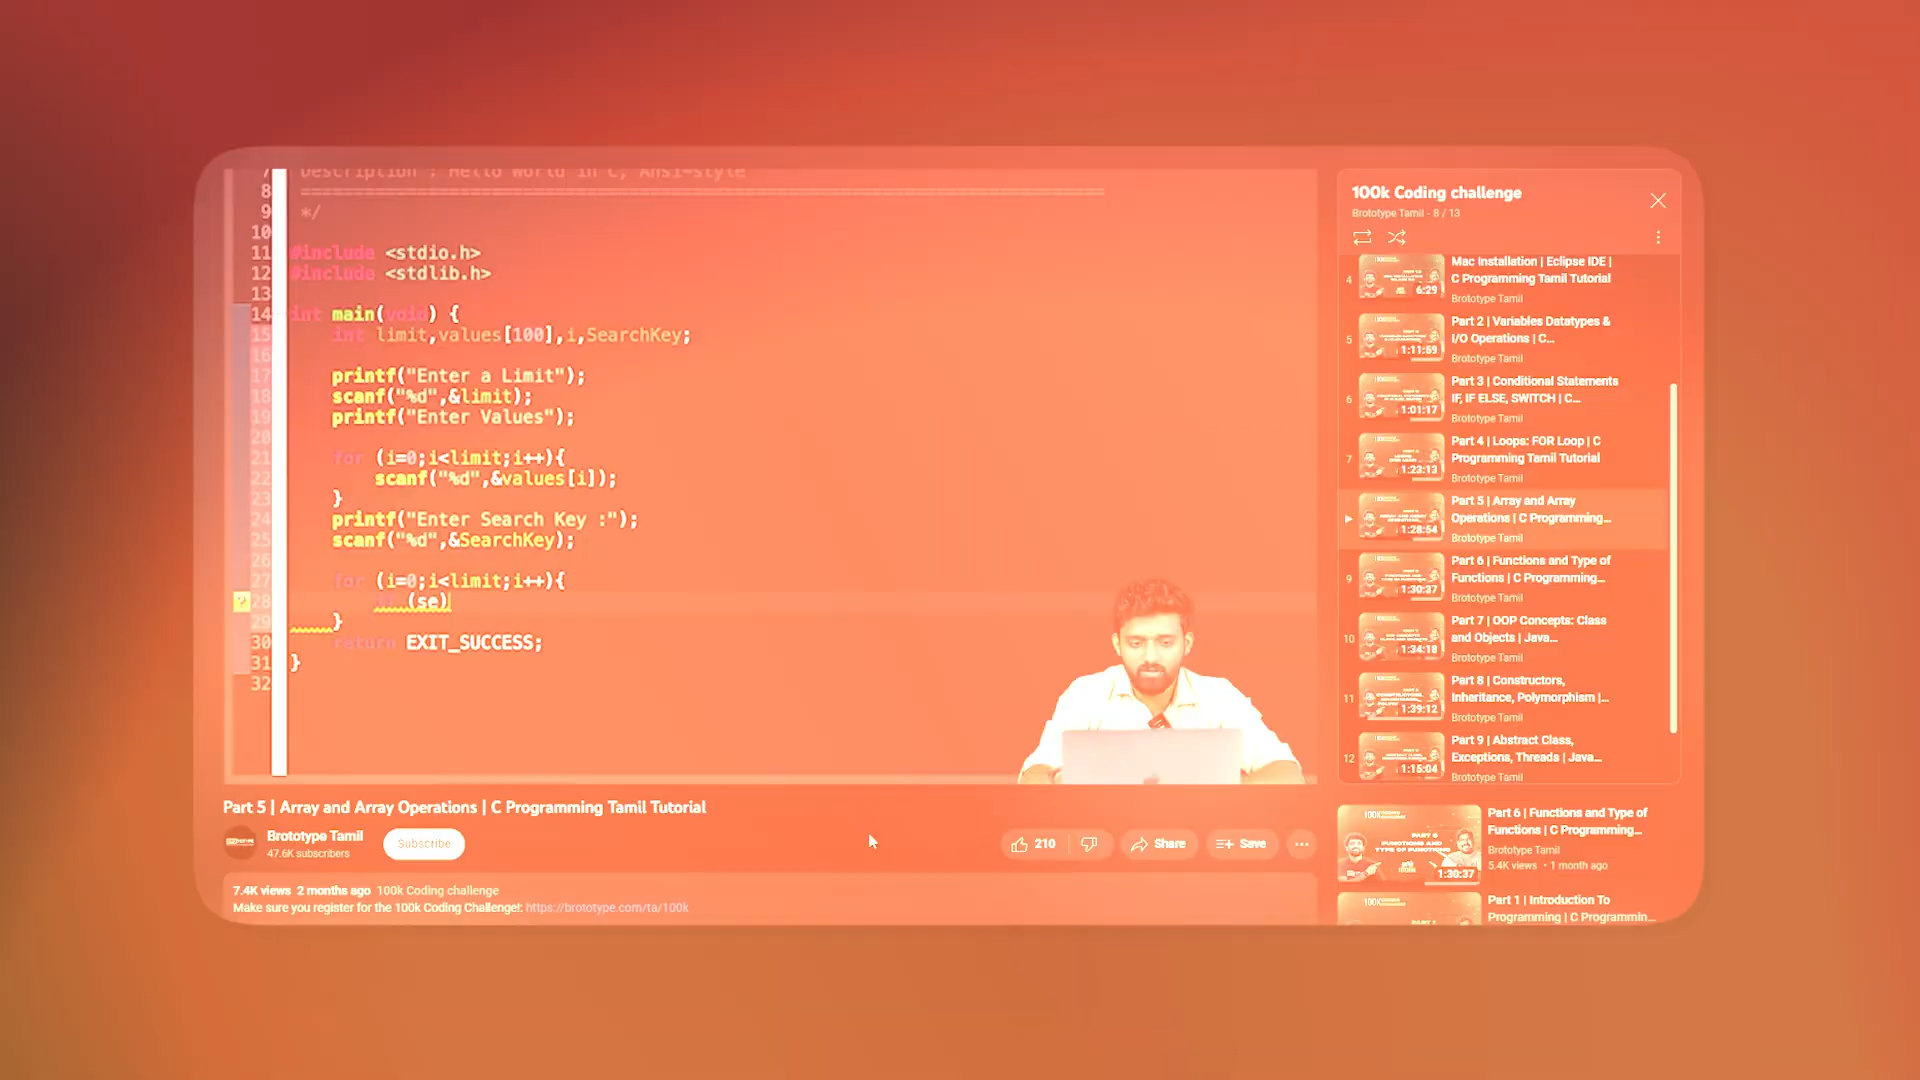 7 Description : Hello World in C, Ansi-style
8 ============================================================================
9 */
10
11 #include <stdio.h>
12 #include <stdlib.h>
13
14 int main(void) {
15 int limit,values[100],i,SearchKey;
16
17 printf("Enter a Limit");
18 scanf("%d",&limit);
19 printf("Enter Values");
20
21 for (i=0;i<limit;i++){
22 scanf("%d",&values[i]);
23 }
24 printf("Enter Search Key :");
25 scanf("%d",&SearchKey);
26
27 for (i=0;i<limit;i++){
28 (se)
29 }
30 return EXIT_SUCCESS;
31 }
32
Part 5 | Array and Array Operations | C Programming Tamil Tutorial
Brototype Tamil
47.6K subscribers
Subscribe
210
Share
Save
7.4K views 2 months ago 100k Coding challenge
Make sure you register for the 100k Coding Challenge!: https://brototype.com/ta/100k
100k Coding challenge
Brototype Tamil - 8 / 13
4
6:29
Mac Installation | Eclipse IDE |
C Programming Tamil Tutorial
Brototype Tamil
5
1:11:59
Part 2 | Variables Datatypes &
I/O Operations | C...
Brototype Tamil
6
1:01:17
Part 3 | Conditional Statements
IF, IF ELSE, SWITCH | C...
Brototype Tamil
7
1:23:13
Part 4 | Loops: FOR Loop | C
Programming Tamil Tutorial
Brototype Tamil
1:28:54
Part 5 | Array and Array
Operations | C Programming...
Brototype Tamil
9
1:30:37
Part 6 | Functions and Type of
Functions | C Programming...
Brototype Tamil
10
1:34:18
Part 7 | OOP Concepts: Class
and Objects | Java...
Brototype Tamil
11
1:39:12
Part 8 | Constructors,
Inheritance, Polymorphism |...
Brototype Tamil
12
1:15:04
Part 9 | Abstract Class,
Exceptions, Threads | Java...
Brototype Tamil
PART 6
FUNCTIONS AND
TYPE OF FUNCTIONS
1:30:37
Part 6 | Functions and Type of
Functions | C Programming...
Brototype Tamil
5.4K views • 1 month ago
PART 1
Part 1 | Introduction To
Programming | C Programmin...